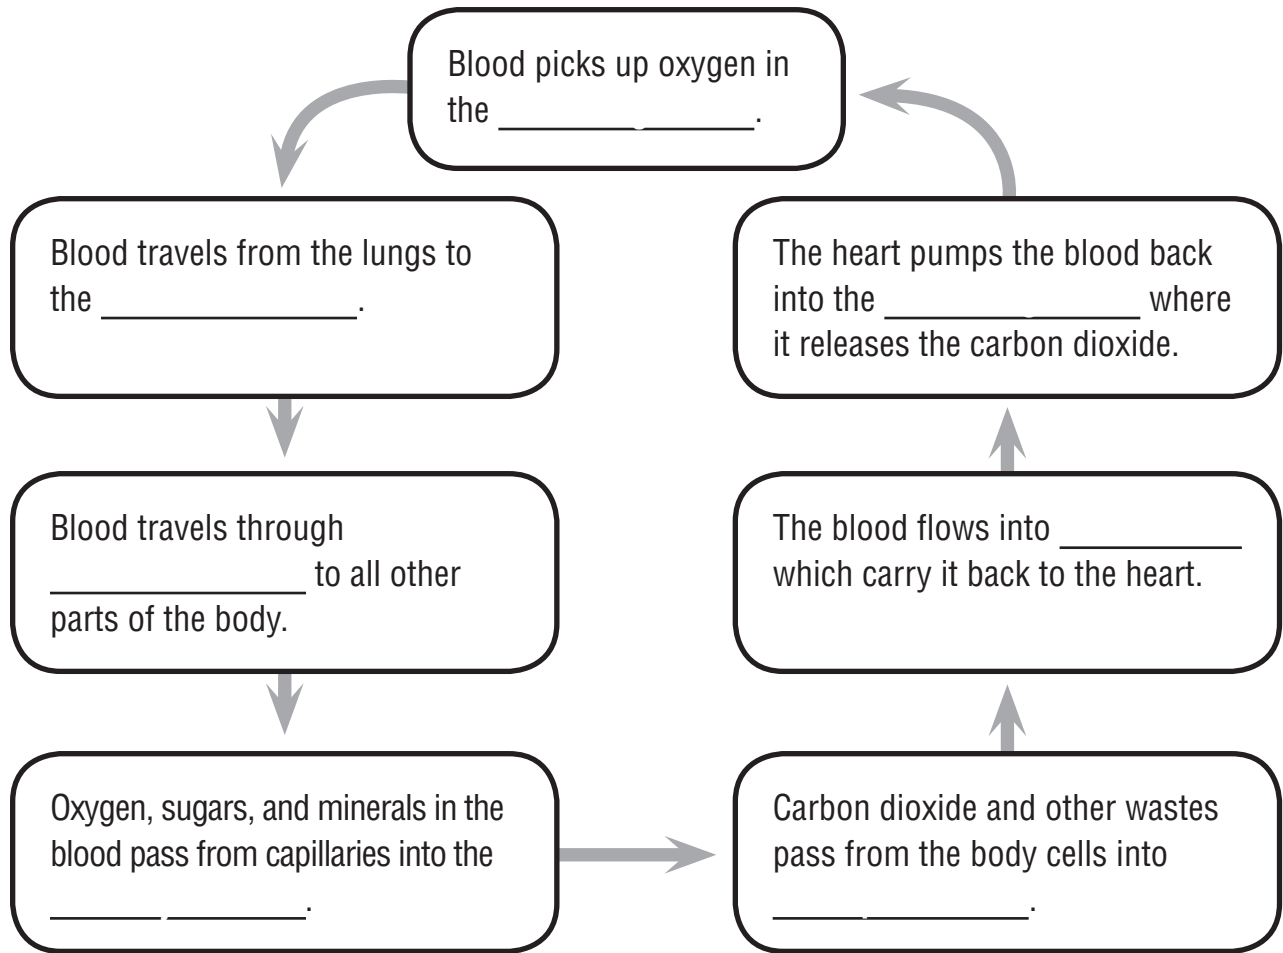 Blood picks up oxygen in
the ______________.
Blood travels from the lungs to
the ______________.
Blood travels through
______________ to all other
parts of the body.
Oxygen, sugars, and minerals in the
blood pass from capillaries into the
______________.
Carbon dioxide and other wastes
pass from the body cells into
______________.
The blood flows into __________
which carry it back to the heart.
The heart pumps the blood back
into the ______________ where
it releases the carbon dioxide.